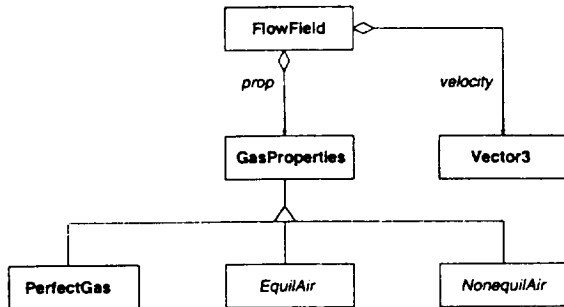 FlowField
prop
velocity
GasProperties
Vector3
PerfectGas
EquilAir
NonequilAir